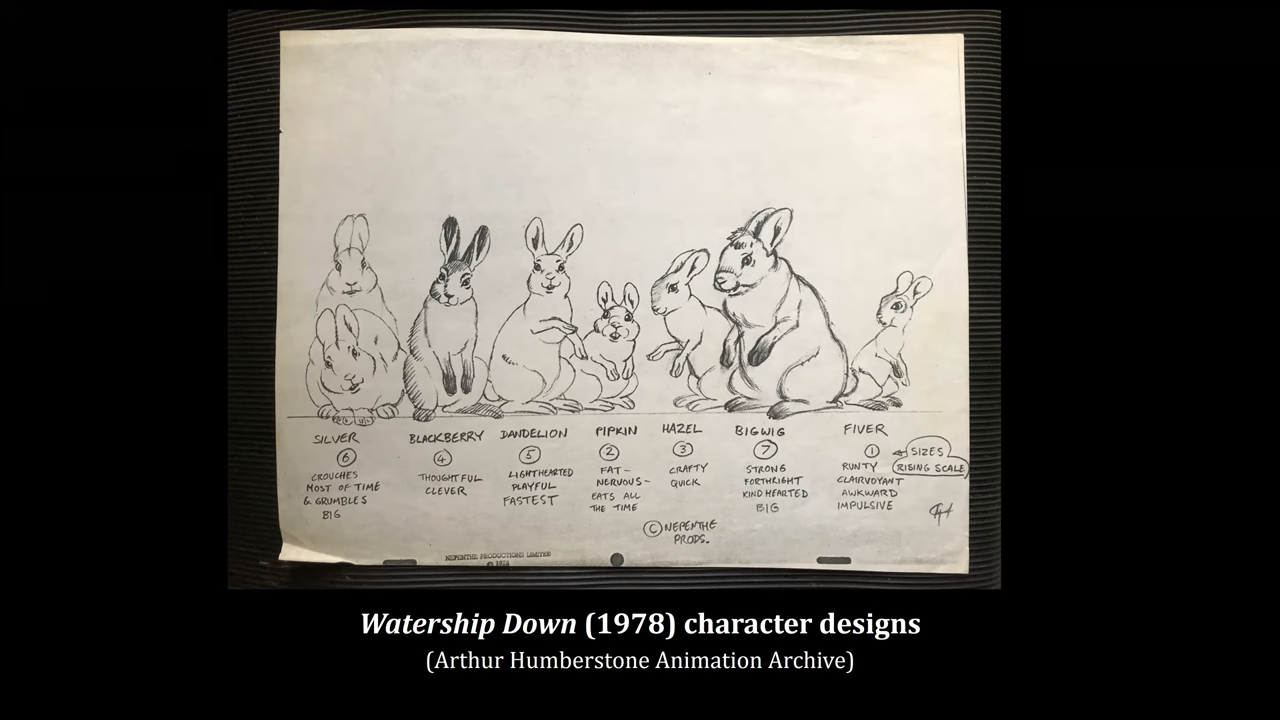 SILVER
6
CROUCHES
MOST OF TIME
& GRUMBLES
BIG
BLACKBERRY
4
THOUGHTFUL
CLEVER
DANDELION
5
LIGHTHEARTED
PLAYFUL
FASTEST
PIPKIN
2
FAT-
NERVOUS-
EATS ALL
THE TIME
HAZEL
3
CRAFTY
QUICK
BIGWIG
7
STRONG
FORTHRIGHT
KIND HEARTED
BIG
FIVER
1
RUNTY
CLAIRVOYANT
AWKWARD
IMPULSIVE
SIZES
RISING SCALE
© NEPENTHE
PRODS.
NEPENTHE PRODUCTIONS LIMITED
Watership Down (1978) character designs
(Arthur Humberstone Animation Archive)